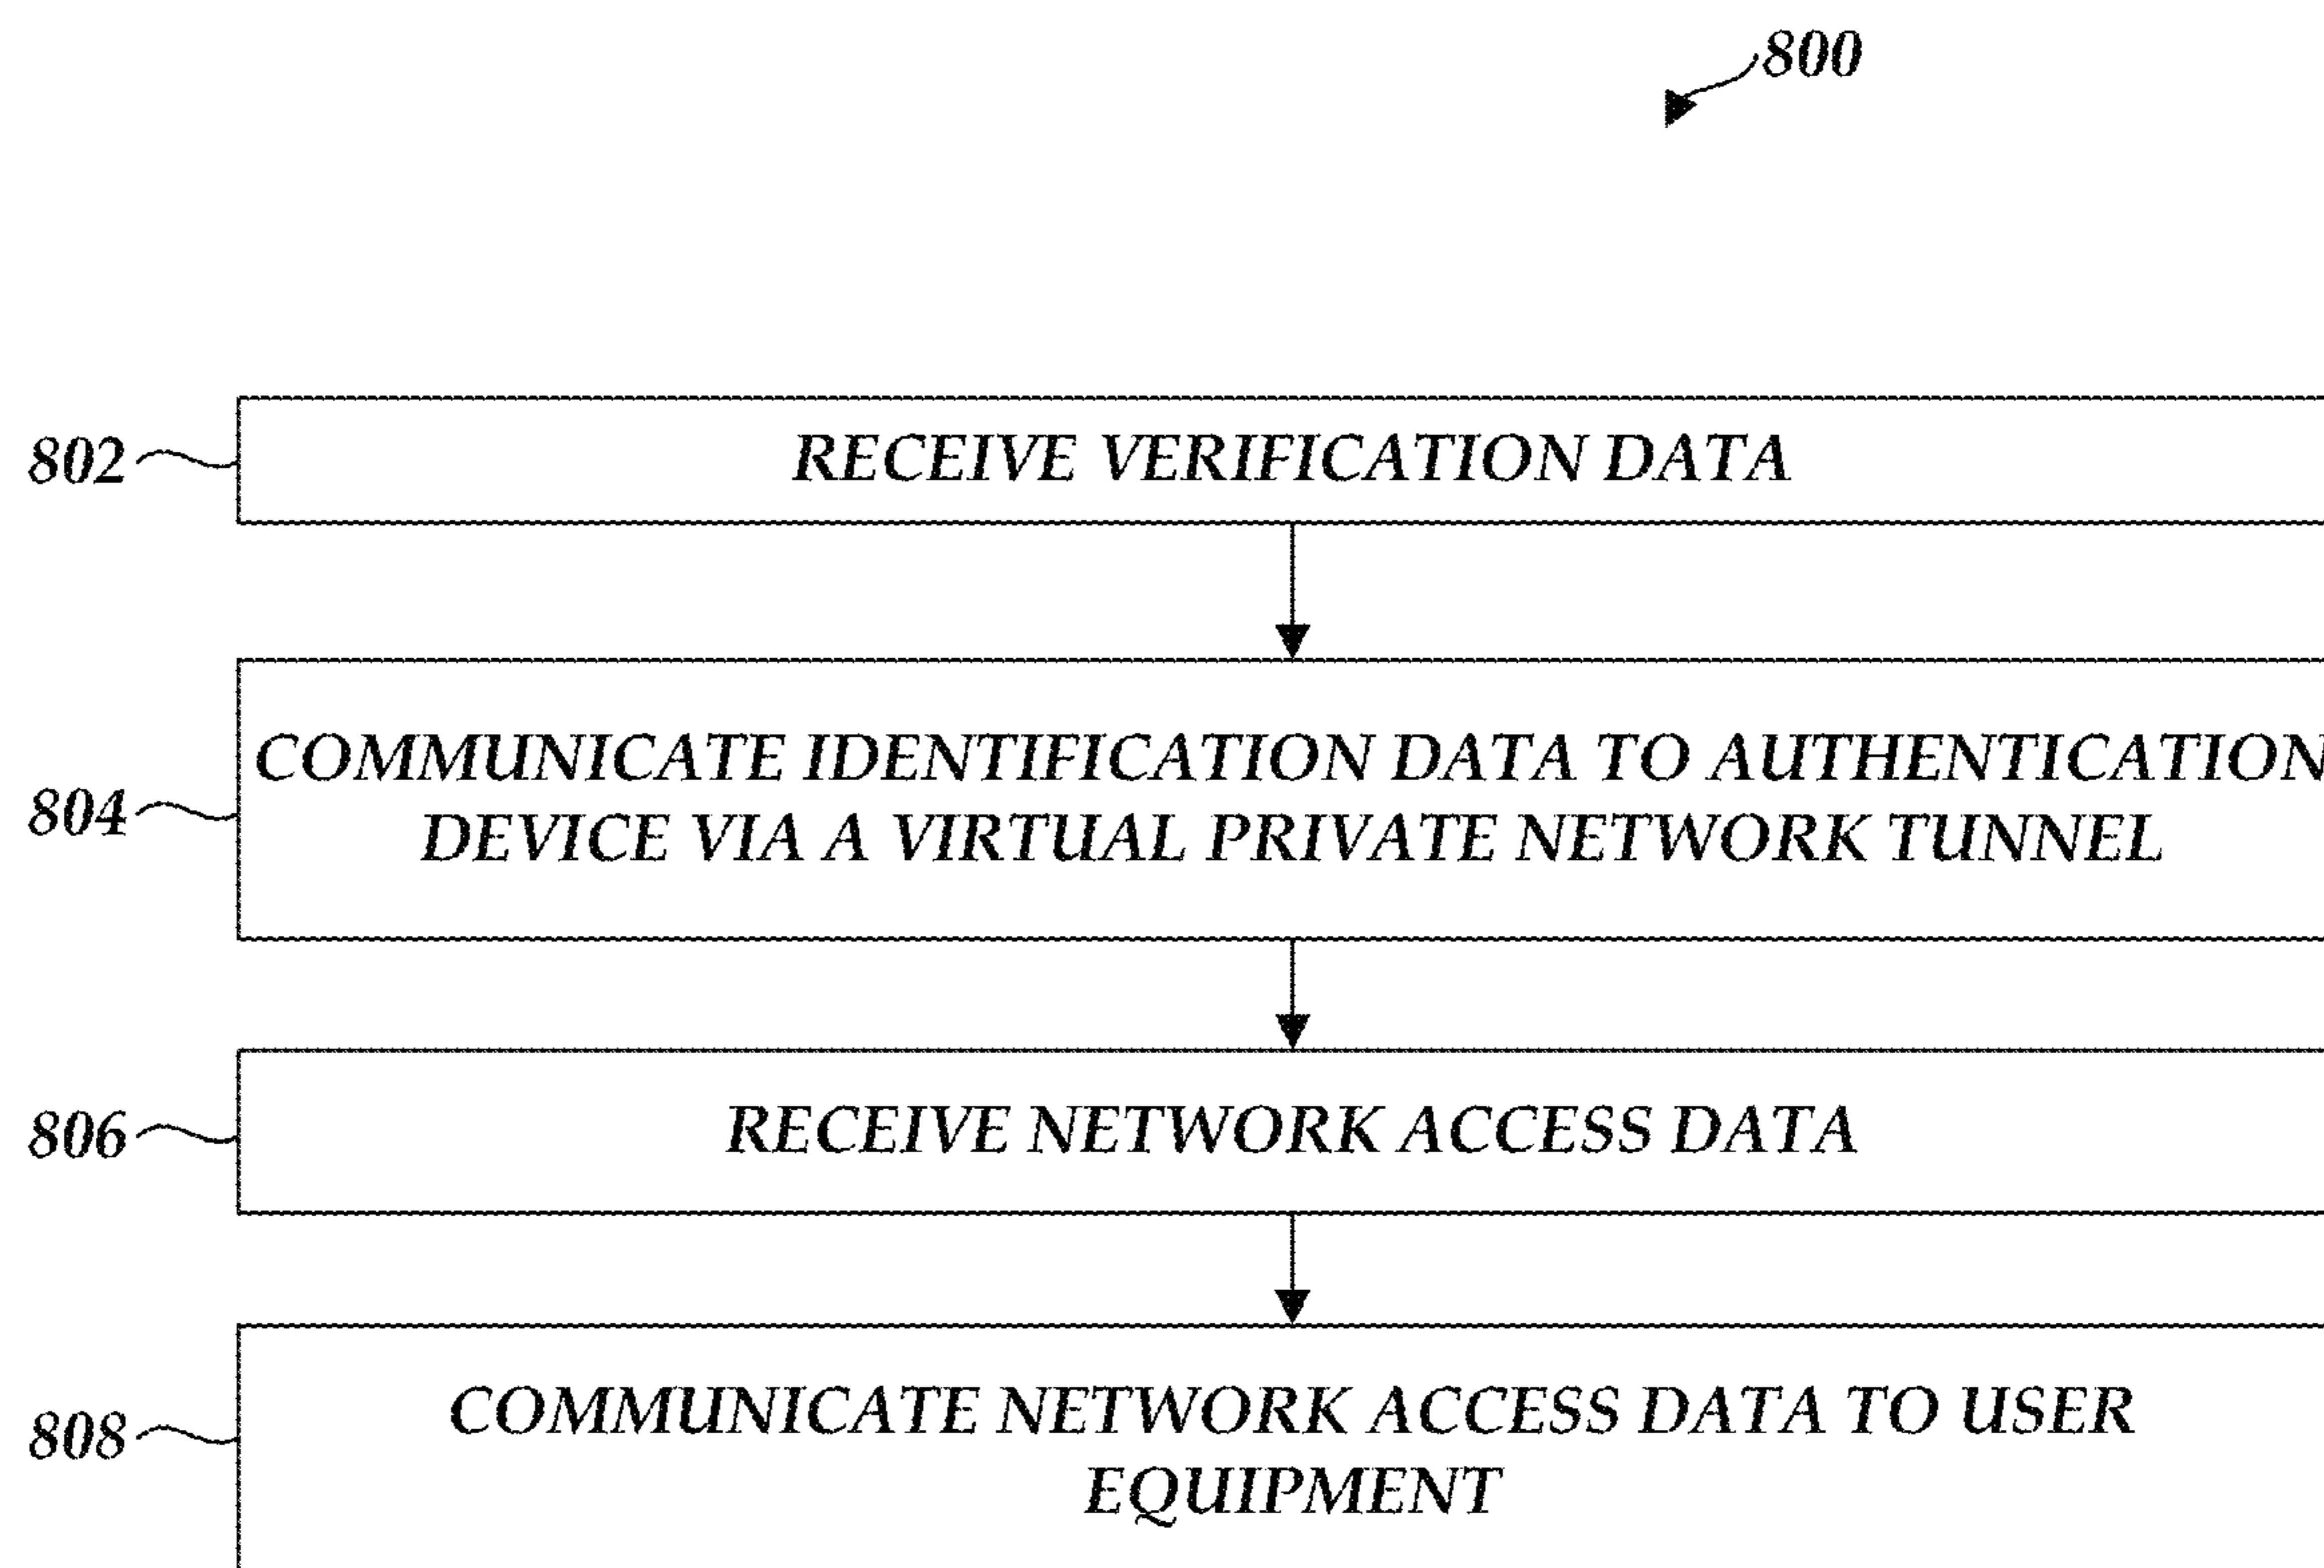 800
802 RECEIVE VERIFICATION DATA
COMMUNICATE IDENTIFICATION DATA TO AUTHENTICATION
804 DEVICE VIA A VIRTUAL PRIVATE NETWORK TUNNEL
806 RECEIVE NETWORK ACCESS DATA
808 COMMUNICATE NETWORK ACCESS DATA TO USER
EQUIPMENT